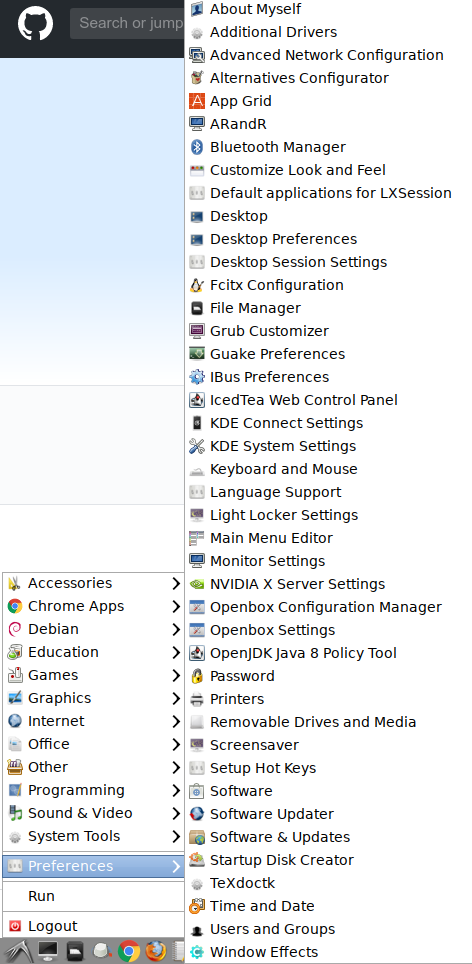 Search or jump
About Myself
Additional Drivers
Advanced Network Configuration
Alternatives Configurator
App Grid
ARandR
Bluetooth Manager
Customize Look and Feel
Default applications for LXSession
Desktop
Desktop Preferences
Desktop Session Settings
Fcitx Configuration
File Manager
Grub Customizer
Guake Preferences
IBus Preferences
IcedTea Web Control Panel
KDE Connect Settings
KDE System Settings
Keyboard and Mouse
Language Support
Light Locker Settings
Main Menu Editor
Monitor Settings
NVIDIA X Server Settings
Openbox Configuration Manager
Openbox Settings
OpenJDK Java 8 Policy Tool
Password
Printers
Removable Drives and Media
Screensaver
Setup Hot Keys
Software
Software Updater
Software & Updates
Startup Disk Creator
TeXdoctk
Time and Date
Users and Groups
Window Effects
Accessories
Chrome Apps
Debian
Education
Games
Graphics
Internet
Office
Other
Programming
Sound & Video
System Tools
Preferences
Run
Logout